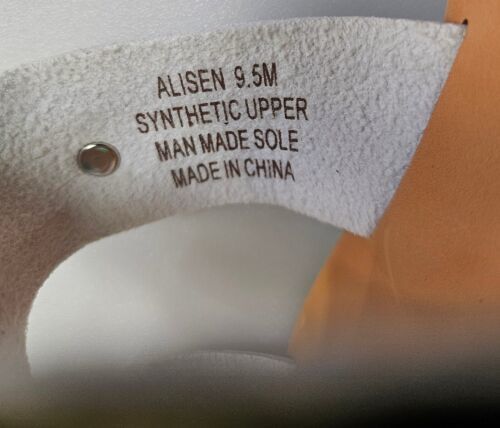 ALISEN 9.5M
SYNTHETIC UPPER
MAN MADE SOLE
MADE IN CHINA